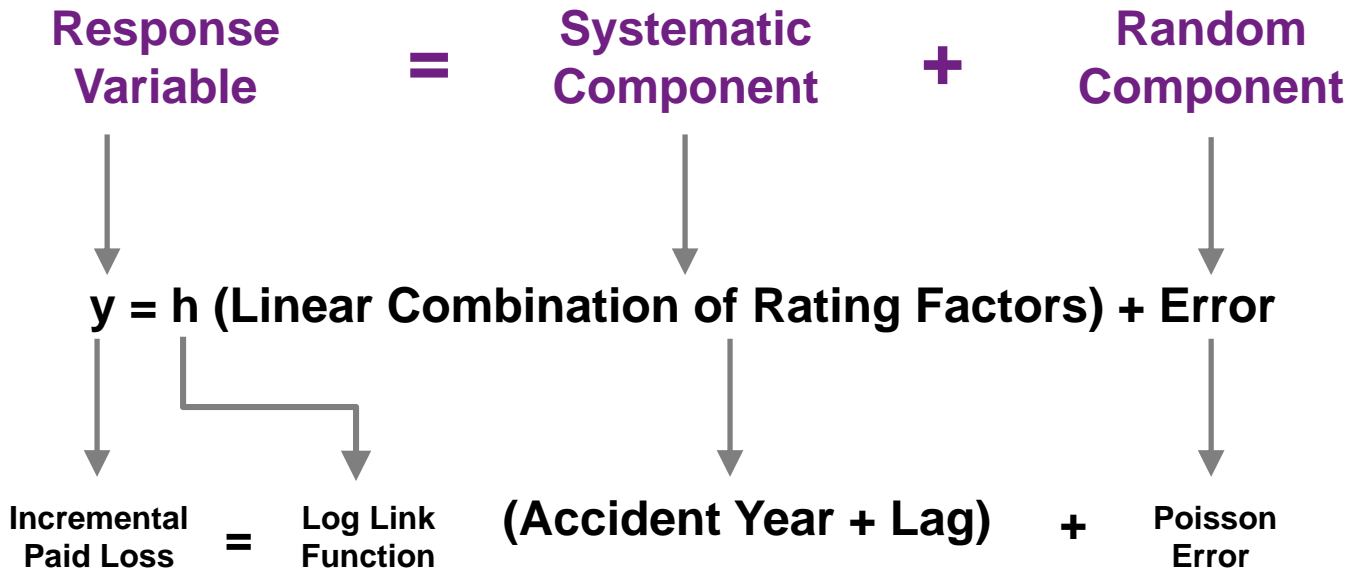 Response Variable = Systematic Component + Random Component
y = h (Linear Combination of Rating Factors) + Error
Incremental Paid Loss = Log Link Function (Accident Year + Lag) + Poisson Error